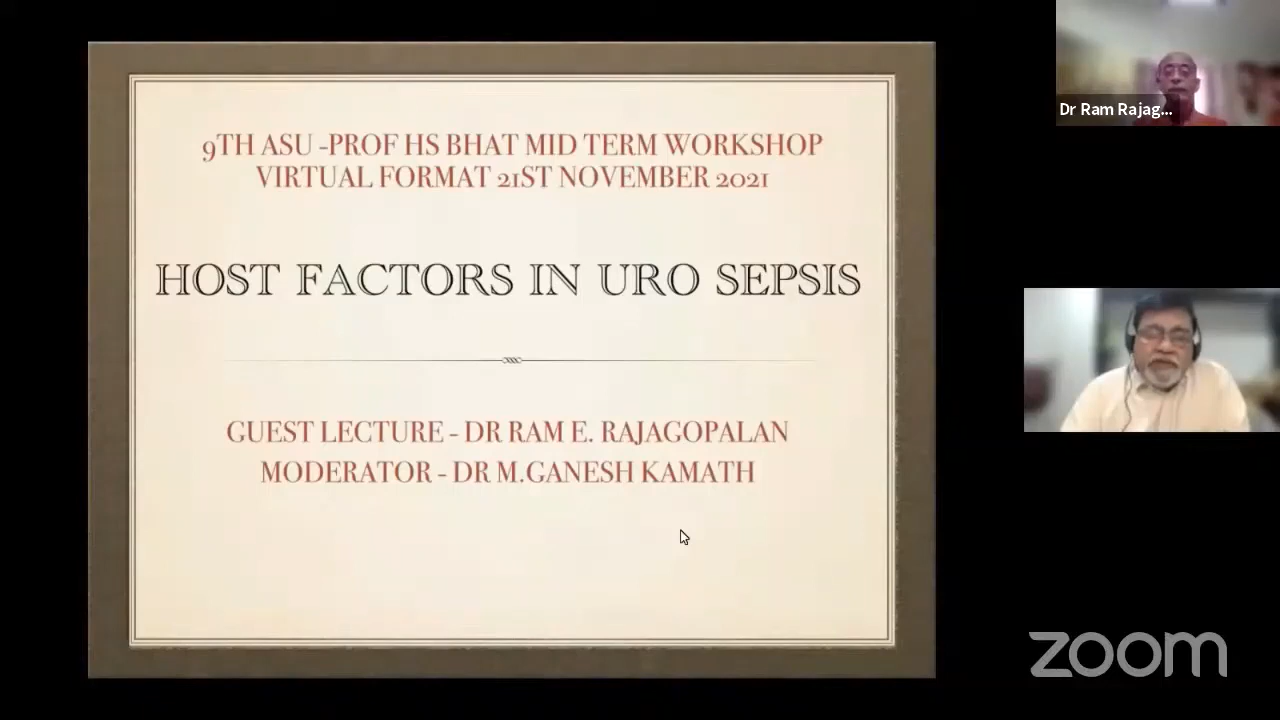 9TH ASU -PROF HS BHAT MID TERM WORKSHOP
VIRTUAL FORMAT 21ST NOVEMBER 2021
HOST FACTORS IN URO SEPSIS
GUEST LECTURE - DR RAM E. RAJAGOPALAN
MODERATOR - DR M.GANESH KAMATH
Dr Ram Rajag...
zoom